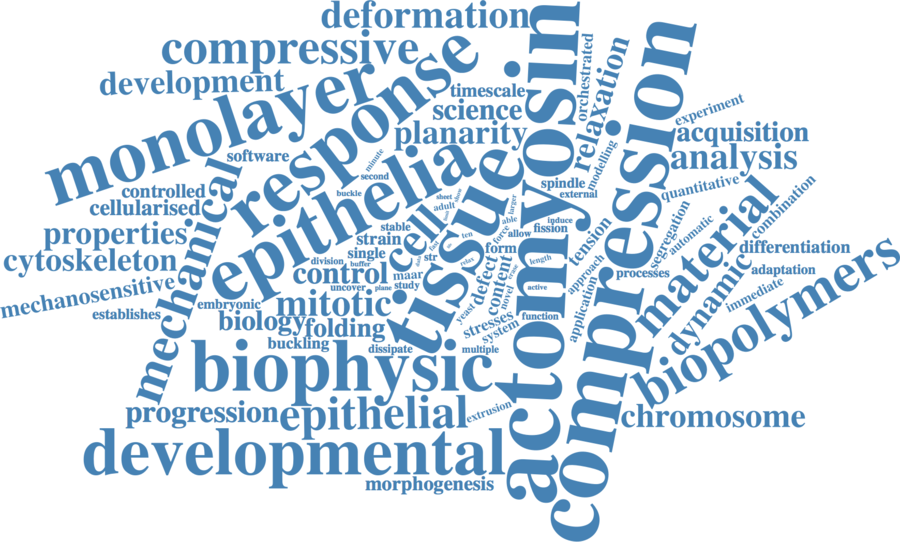 deformation
compressive
development
monolayer
response
epithelia
actomyosin
compression
tissue
timescale
science
planarity
orchestrated
relaxation
modelling
experiment
acquisition
analysis
quantitative
software
minute
second
buckle
controlled
cellularised
properties
cytoskeleton
mechanosensitive
establishes
mechanical
spindle
external
sheet
adult
larger
able
force
allow
induce
fission
stable
strain
single
division
buffer
control
uncover
plane
maar
study
str
cell
fast
ten
relax
form
defect
content
novel
yeast
length
active
function
stresses
system
multiple
tension
approach
application
segregation
automatic
processes
material
dynamic
combination
differentiation
adaptation
immediate
biopolymers
embryonic
mitotic
biology
folding
buckling
dissipate
biophysic
progression
epithelial
extrusion
chromosome
developmental
morphogenesis